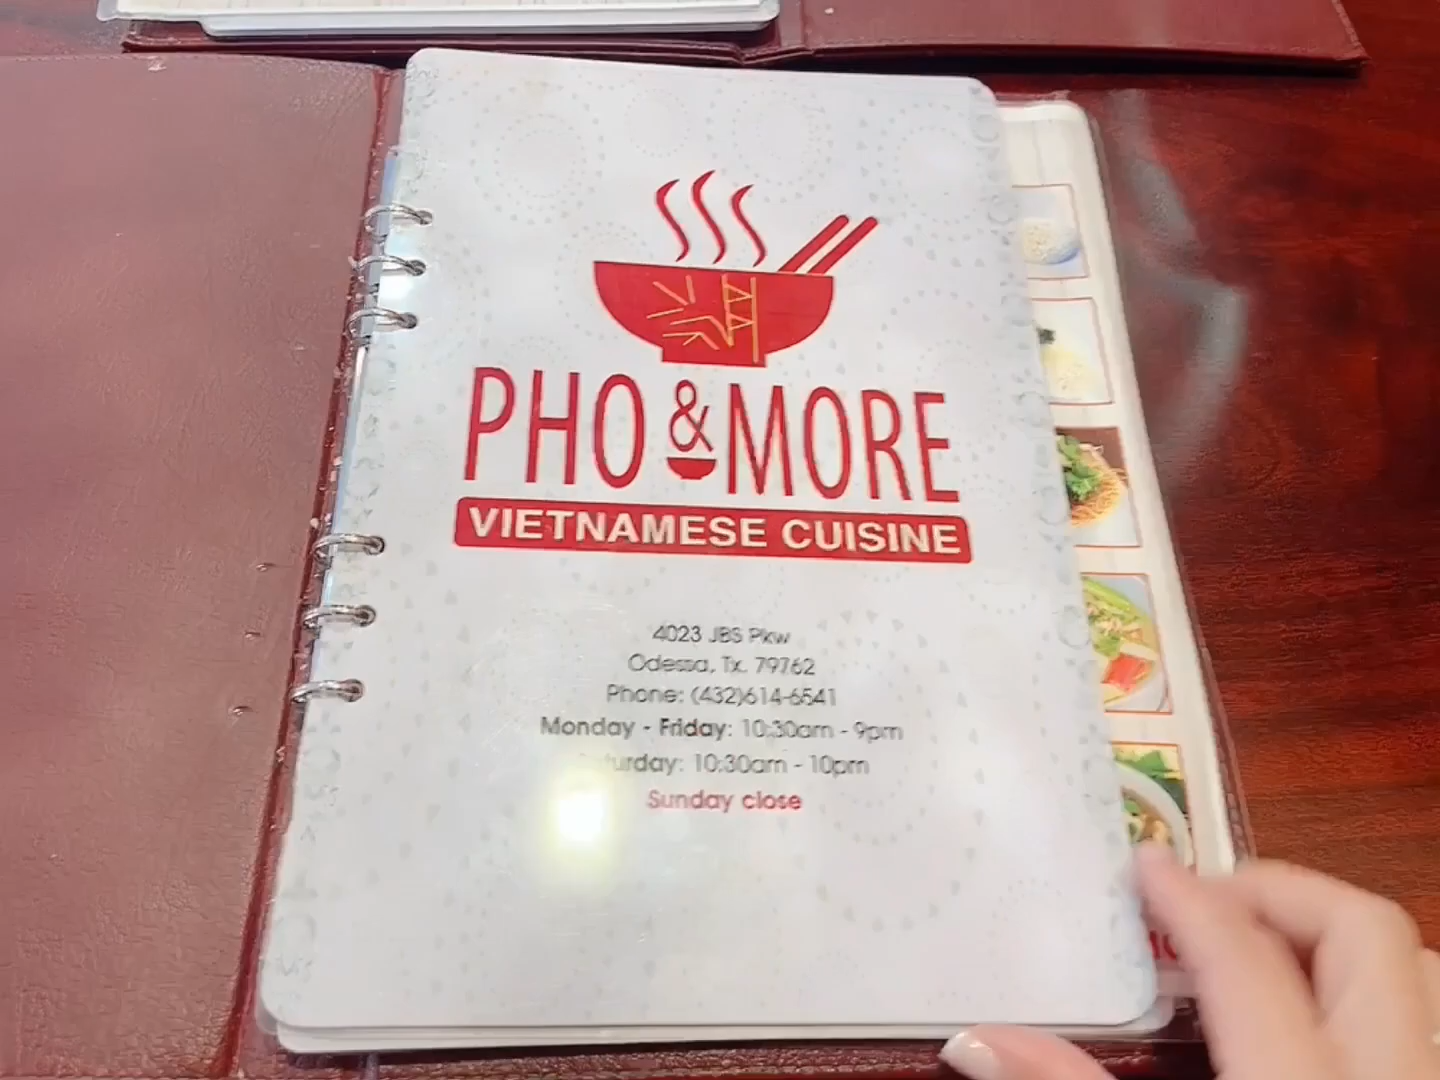 PHO & MORE
VIETNAMESE CUISINE
4023 JBS Pkw
Odessa, Tx. 79762
Phone: (432)614-6541
Monday - Friday: 10:30am - 9pm
Saturday: 10:30am - 10pm
Sunday close